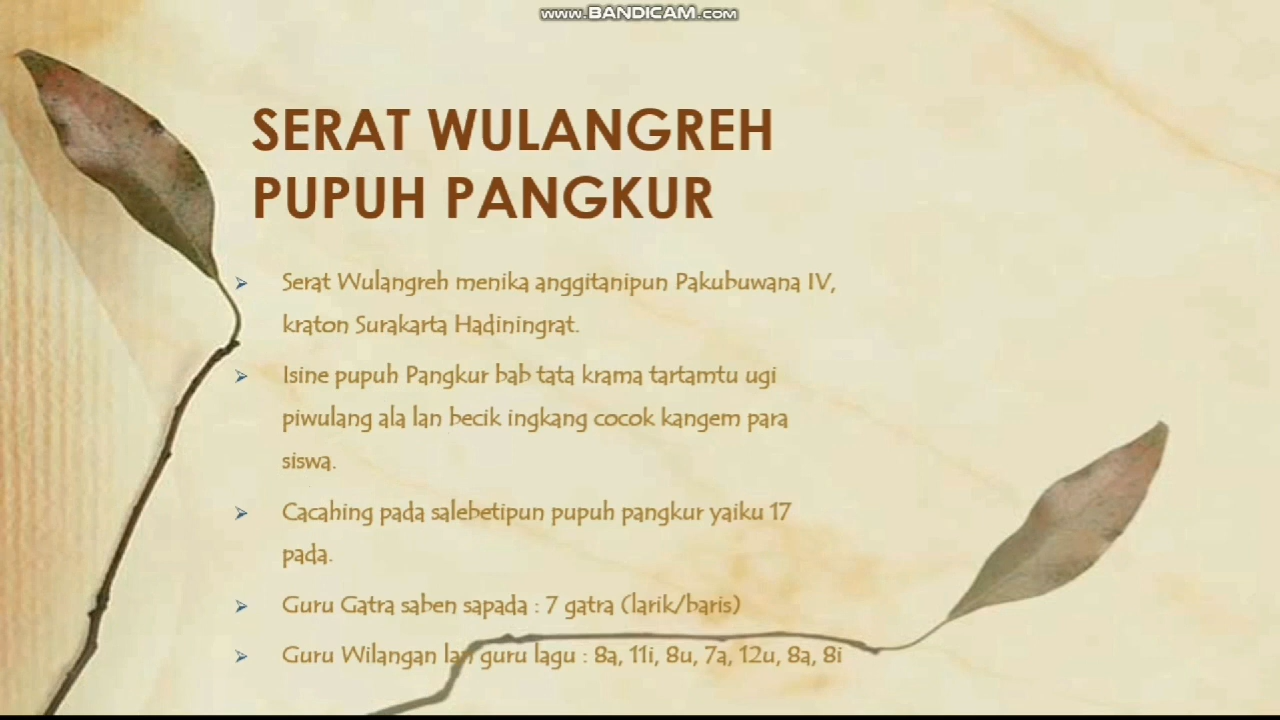 www.BANDICAM.com
SERAT WULANGREH
PUPUH PANGKUR
➢ Serat Wulangreh menika anggitanipun Pakubuwana IV,
kraton Surakarta Hadiningrat.
➢ Isine pupuh Pangkur bab tata krama tartamtu ugi
piwulang ala lan becik ingkang cocok kangem para
siswa.
➢ Cacahing pada salebetipun pupuh pangkur yaiku 17
pada.
➢ Guru Gatra saben sapada : 7 gatra (larik/baris)
➢ Guru Wilangan lan guru lagu : 8a, 11i, 8u, 7a, 12u, 8a, 8i